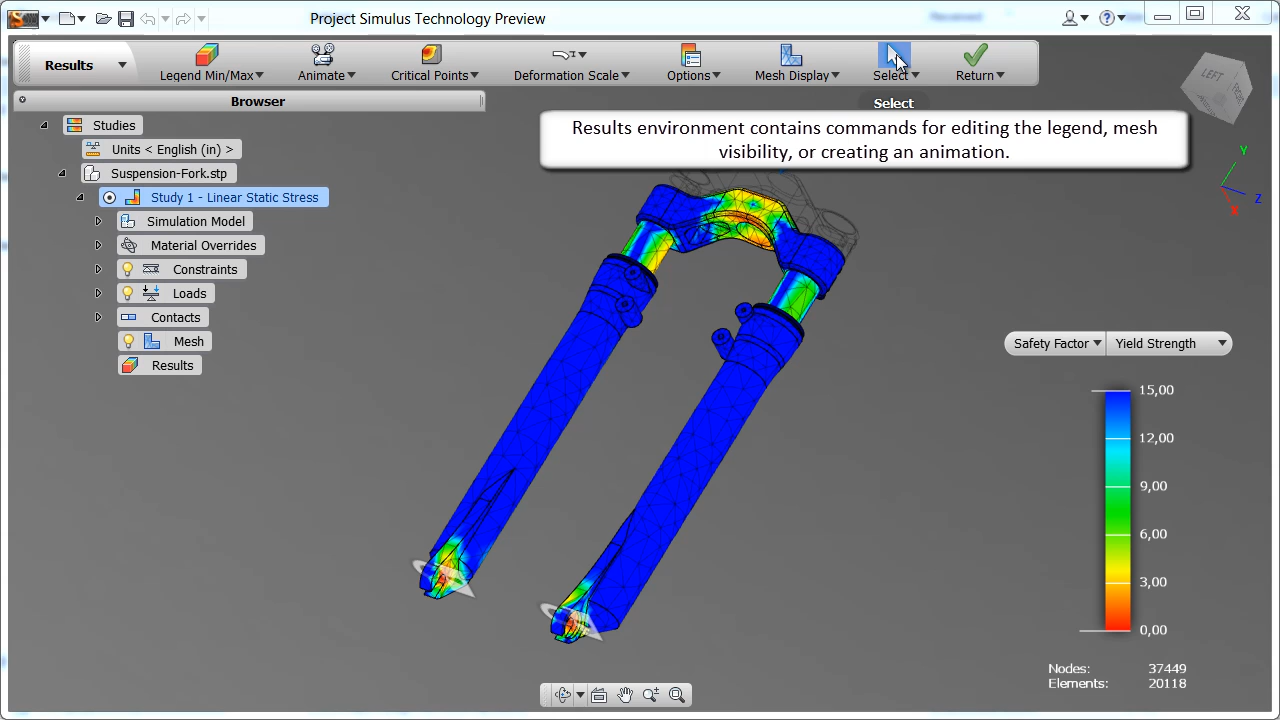 Project Simulus Technology Preview
Results
Legend Min/Max
Animate
Critical Points
Deformation Scale
Options
Mesh Display
Select
Return
Browser
Select
Results environment contains commands for editing the legend, mesh
visibility, or creating an animation.
LEFT
FRONT
Studies
Units < English (in) >
Suspension-Fork.stp
Study 1 - Linear Static Stress
Simulation Model
Material Overrides
Constraints
Loads
Contacts
Mesh
Results
Y
Z
X
Safety Factor
Yield Strength
15,00
12,00
9,00
6,00
3,00
0,00
Nodes: 37449
Elements: 20118